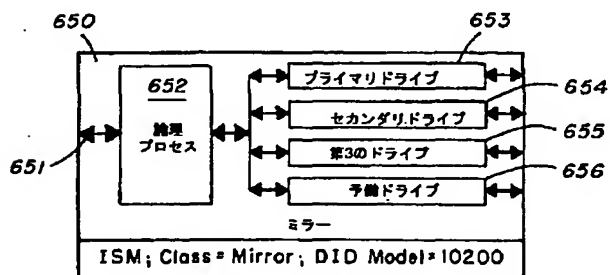 650
653
652
プライマリドライブ
654
セカンダリドライブ
655
論理
プロセス
651
第3のドライブ
656
予備ドライブ
ミラー
ISM; Class = Mirror; DID Model = 10200